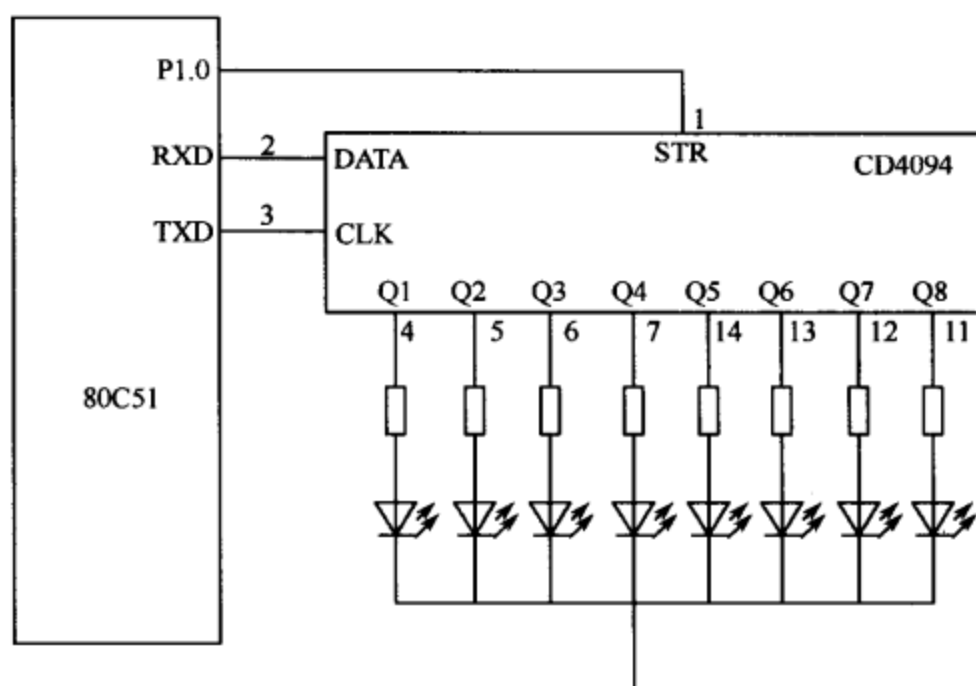 P1.0
1
RXD 2 DATA STR CD4094
TXD 3 CLK
Q1 Q2 Q3 Q4 Q5 Q6 Q7 Q8
4 5 6 7 14 13 12 11
80C51